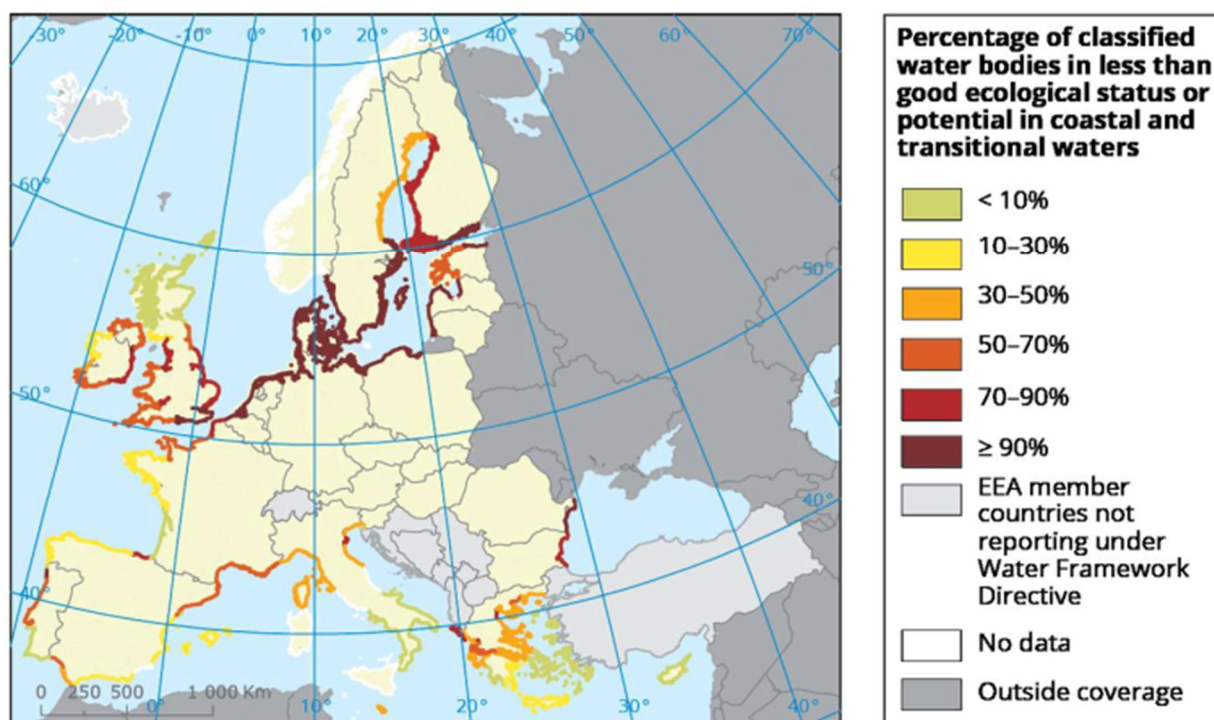 -30° -20° -10° 0° 10° 20° 30° 40° 50° 60° 70°
60°
50°
50°
40°
40°
0 250 500 1 000 Km
0° 10° 20° 30° 40°
Percentage of classified
water bodies in less than
good ecological status or
potential in coastal and
transitional waters
< 10%
10–30%
30–50%
50–70%
70–90%
≥ 90%
EEA member
countries not
reporting under
Water Framework
Directive
No data
Outside coverage